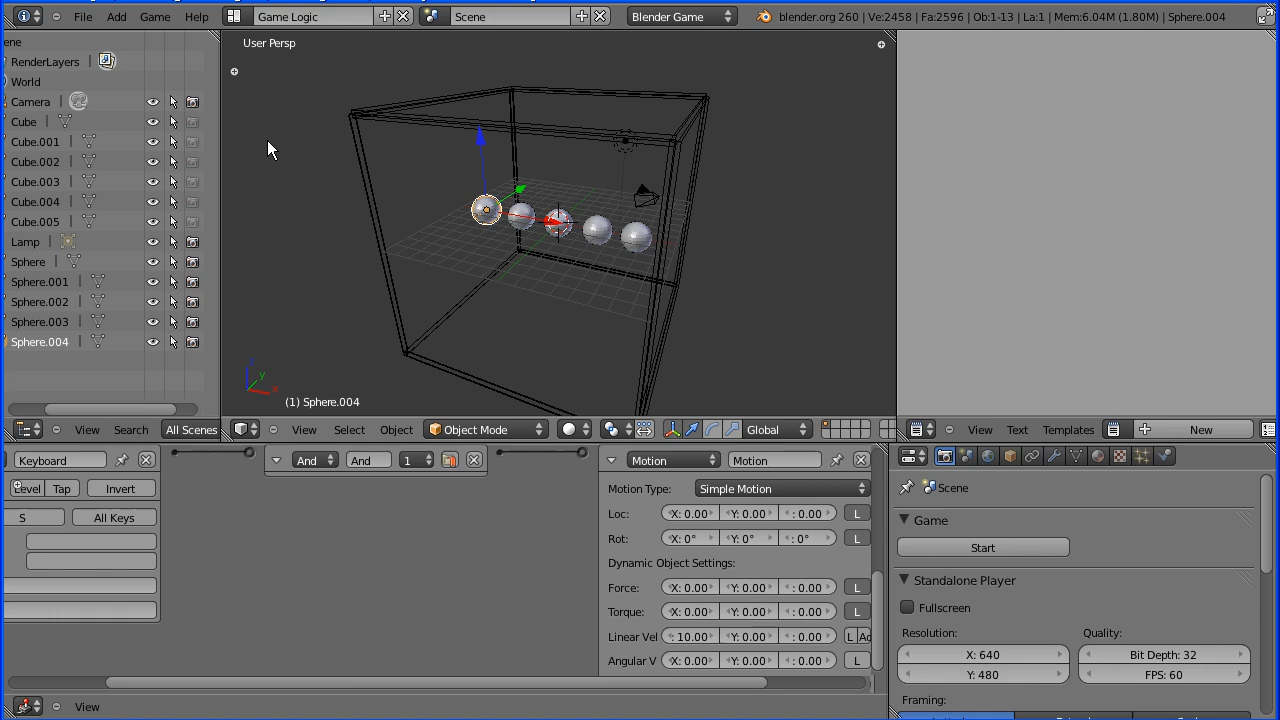 File Add Game Help Game Logic Scene Blender Game blender.org 260 | Ve:2458 | Fa:2596 | Ob:1-13 | La:1 | Mem:6.04M (1.80M) | Sphere.004
ene
RenderLayers |
World
Camera |
Cube |
Cube.001 |
Cube.002 |
Cube.003 |
Cube.004 |
Cube.005 |
Lamp |
Sphere |
Sphere.001 |
Sphere.002 |
Sphere.003 |
Sphere.004 |
View Search All Scenes
User Persp
z
y
x
(1) Sphere.004
View Select Object Object Mode Global
View Text Templates New
Keyboard
Level Tap Invert
S All Keys
And And 1
Motion Motion
Motion Type: Simple Motion
Loc: X: 0.00 Y: 0.00 : 0.00 L
Rot: X: 0° Y: 0° : 0° L
Dynamic Object Settings:
Force: X: 0.00 Y: 0.00 : 0.00 L
Torque: X: 0.00 Y: 0.00 : 0.00 L
Linear Vel : 10.00 Y: 0.00 : 0.00 L Ad
Angular V X: 0.00 Y: 0.00 : 0.00 L
View
Scene
Game
Start
Standalone Player
Fullscreen
Resolution: Quality:
X: 640 Bit Depth: 32
Y: 480 FPS: 60
Framing: